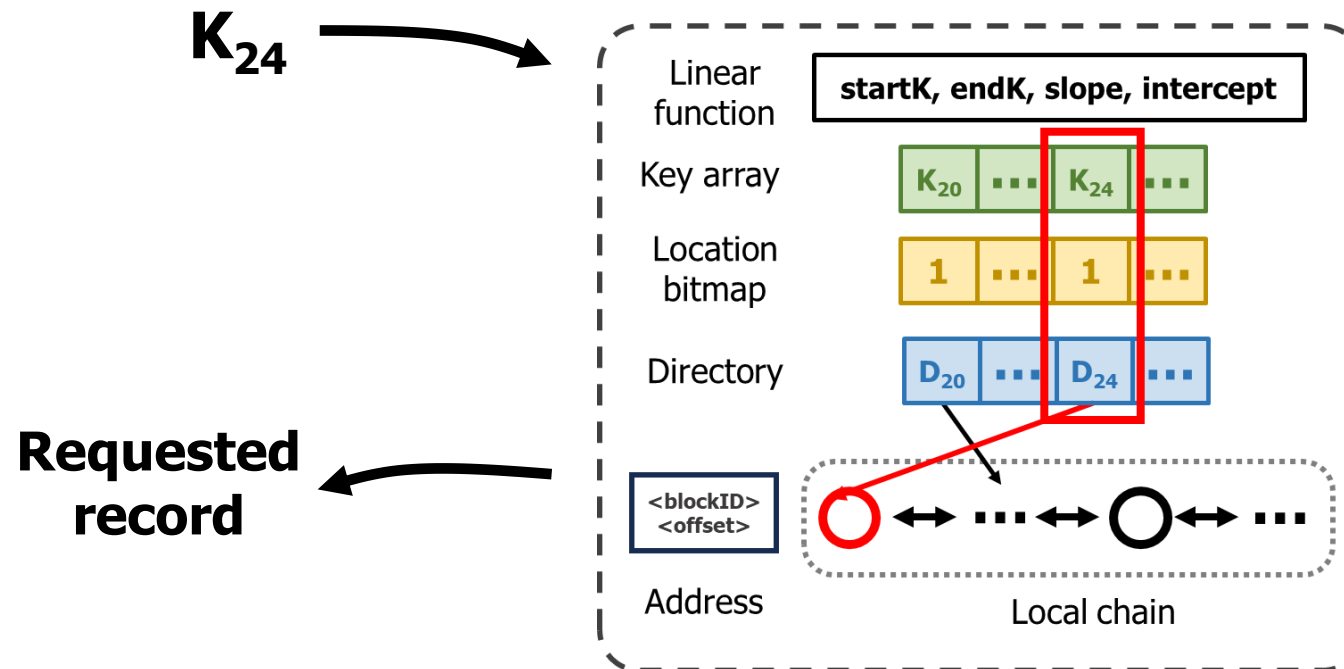 K24
Linear
function
startK, endK, slope, intercept
Key array
K20 ... K24 ...
Location
bitmap
1 ... 1 ...
Directory
D20 ... D24 ...
Requested
record
<blockID>
<offset>
... ...
Address
Local chain